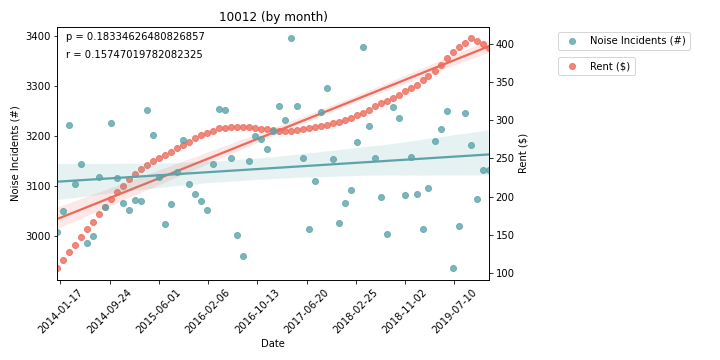 10012 (by month)
p = 0.18334626480826857
r = 0.15747019782082325
Noise Incidents (#)
Rent ($)
3400
3300
3200
3100
3000
Noise Incidents (#)
400
350
300
250
200
150
100
Rent ($)
2014-01-17
2014-09-24
2015-06-01
2016-02-06
2016-10-13
2017-06-20
2018-02-25
2018-11-02
2019-07-10
Date